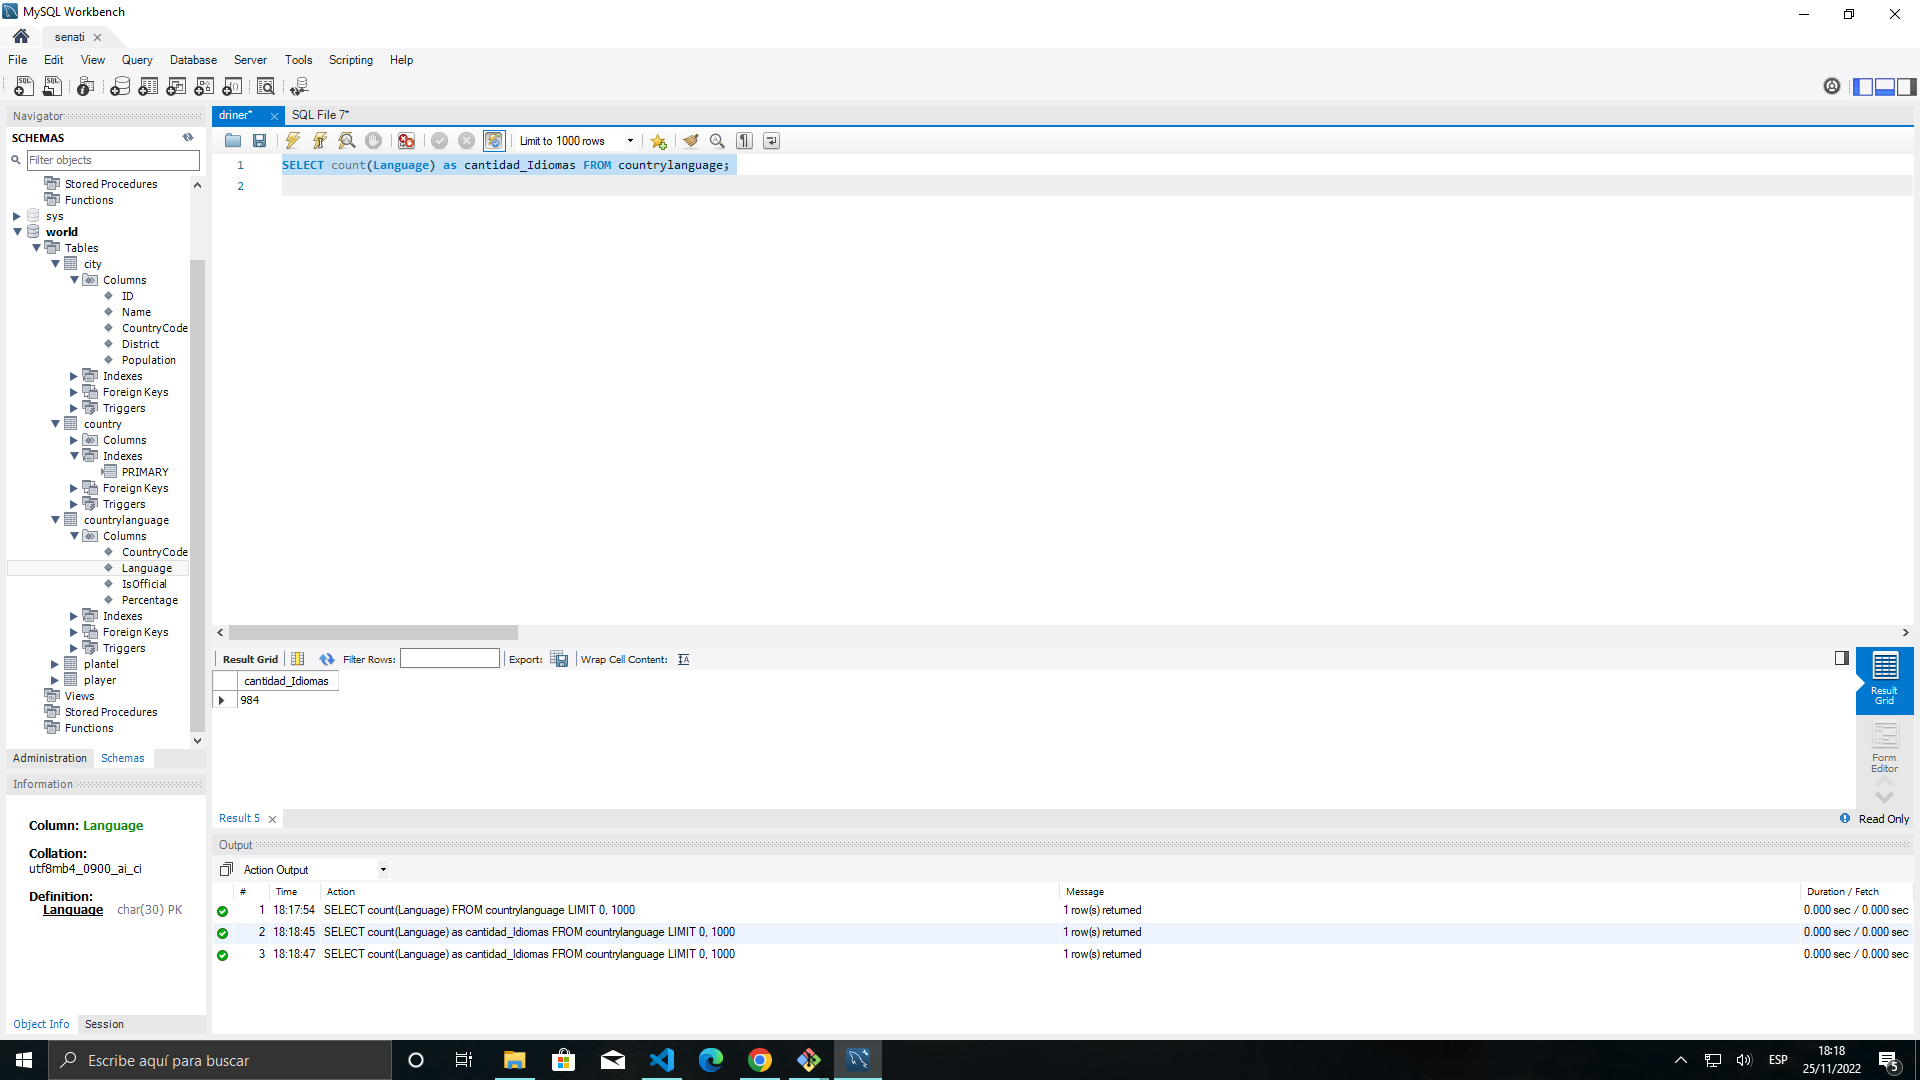 MySQL Workbench
senati
File Edit View Query Database Server Tools Scripting Help
Navigator
SCHEMAS
Filter objects
Stored Procedures
Functions
sys
world
Tables
city
Columns
ID
Name
CountryCode
District
Population
Indexes
Foreign Keys
Triggers
country
Columns
Indexes
PRIMARY
Foreign Keys
Triggers
countrylanguage
Columns
CountryCode
Language
IsOfficial
Percentage
Indexes
Foreign Keys
Triggers
plantel
player
Views
Stored Procedures
Functions
Administration Schemas
Information
Column: Language
Collation:
utf8mb4_0900_ai_ci
Definition:
Language char(30) PK
Object Info Session
driner* SQL File 7*
Limit to 1000 rows
1 SELECT count(Language) as cantidad_Idiomas FROM countrylanguage;
2
Result Grid Filter Rows: Export: Wrap Cell Content:
cantidad_Idiomas
984
Result Grid
Form Editor
Result 5 Read Only
Output
Action Output
# Time Action Message Duration / Fetch
1 18:17:54 SELECT count(Language) FROM countrylanguage LIMIT 0, 1000 1 row(s) returned 0.000 sec / 0.000 sec
2 18:18:45 SELECT count(Language) as cantidad_Idiomas FROM countrylanguage LIMIT 0, 1000 1 row(s) returned 0.000 sec / 0.000 sec
3 18:18:47 SELECT count(Language) as cantidad_Idiomas FROM countrylanguage LIMIT 0, 1000 1 row(s) returned 0.000 sec / 0.000 sec
Escribe aquí para buscar
ESP
18:18
25/11/2022
5